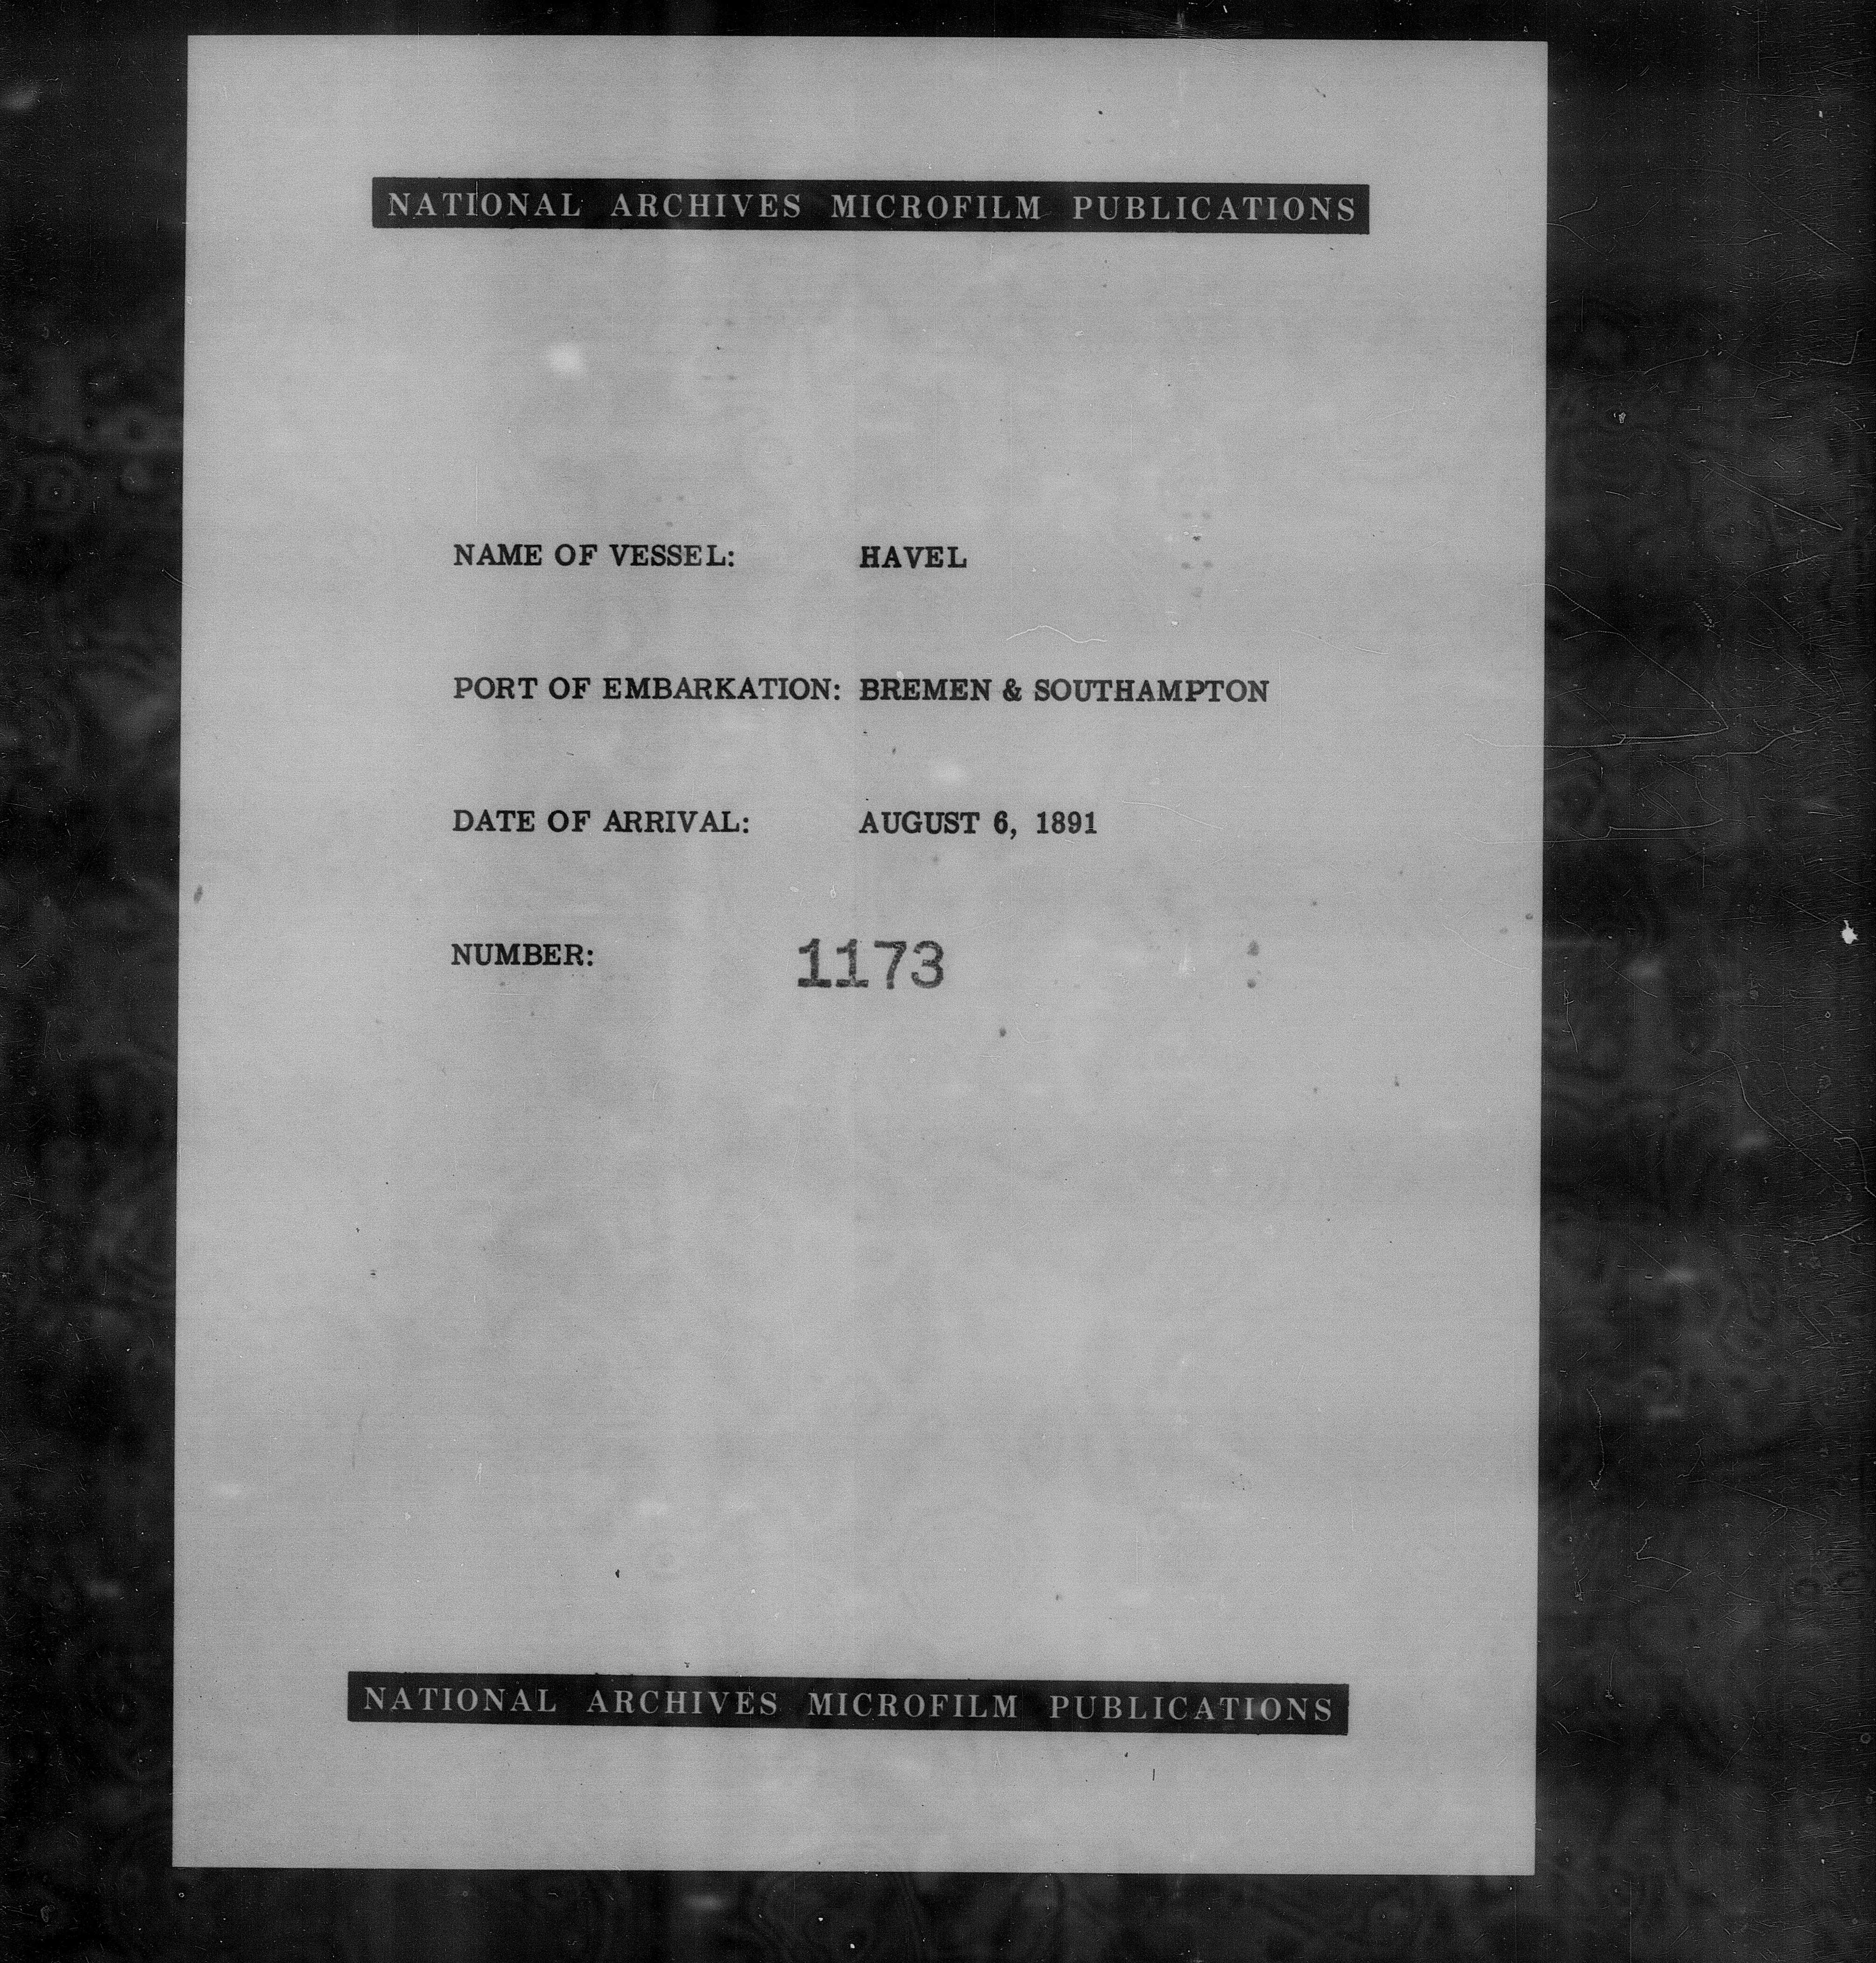 NATIONAL ARCHIVES MICROFILM PUBLICATIONS
NAME OF VESSEL: HAVEL
PORT OF EMBARKATION: BREMEN & SOUTHAMPTON
DATE OF ARRIVAL: AUGUST 6, 1891
NUMBER: 1173
NATIONAL ARCHIVES MICROFILM PUBLICATIONS